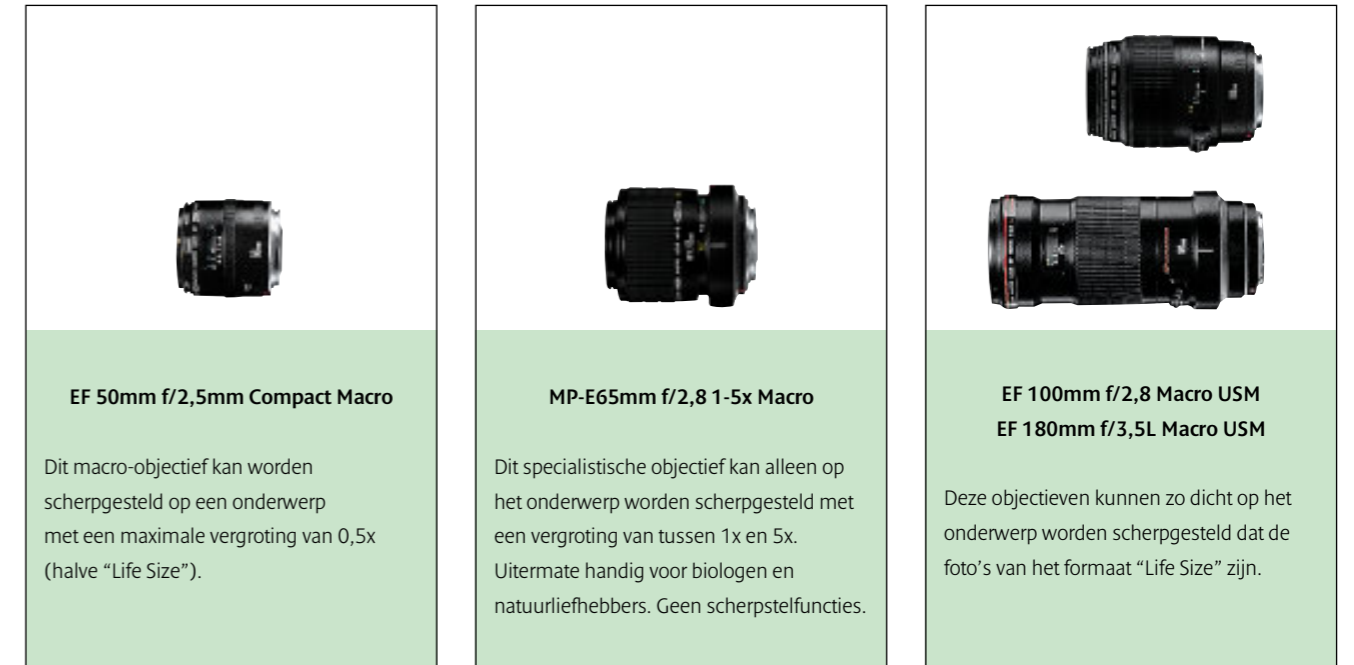 EF 50mm f/2,5mm Compact Macro
Dit macro-objectief kan worden
scherpgesteld op een onderwerp
met een maximale vergroting van 0,5x
(halve “Life Size”).
MP-E65mm f/2,8 1-5x Macro
Dit specialistische objectief kan alleen op
het onderwerp worden scherpgesteld met
een vergroting van tussen 1x en 5x.
Uitermate handig voor biologen en
natuurliefhebbers. Geen scherpstelfuncties.
EF 100mm f/2,8 Macro USM
EF 180mm f/3,5L Macro USM
Deze objectieven kunnen zo dicht op het
onderwerp worden scherpgesteld dat de
foto’s van het formaat “Life Size” zijn.